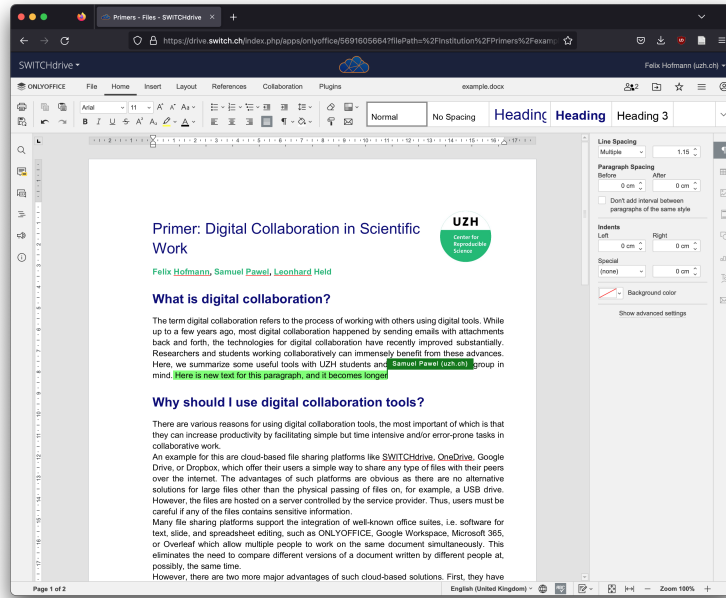 Primers - Files - SWITCHdrive
https://drive.switch.ch/index.php/apps/onlyoffice/5691605664?filePath=%2FInstitution%2FPrimers%2Fexamp
SWITCHdrive
Felix Hofmann (uzh.ch)
ONLYOFFICE File Home Insert Layout References Collaboration Plugins example.docx
Arial 11
Normal No Spacing Heading Heading Heading 3
Primer: Digital Collaboration in Scientific
Work
UZH
Center for
Reproducible
Science
Felix Hofmann, Samuel Pawel, Leonhard Held
What is digital collaboration?
The term digital collaboration refers to the process of working with others using digital tools. While
up to a few years ago, most digital collaboration happened by sending emails with attachments
back and forth, the technologies for digital collaboration have recently improved substantially.
Researchers and students working collaboratively can immensely benefit from these advances.
Here, we summarize some useful tools with UZH students and group in
Samuel Pawel (uzh.ch)
mind. Here is new text for this paragraph, and it becomes longer
Why should I use digital collaboration tools?
There are various reasons for using digital collaboration tools, the most important of which is that
they can increase productivity by facilitating simple but time intensive and/or error-prone tasks in
collaborative work.
An example for this are cloud-based file sharing platforms like SWITCHdrive, OneDrive, Google
Drive, or Dropbox, which offer their users a simple way to share any type of files with their peers
over the internet. The advantages of such platforms are obvious as there are no alternative
solutions for large files other than the physical passing of files on, for example, a USB drive.
However, the files are hosted on a server controlled by the service provider. Thus, users must be
careful if any of the files contains sensitive information.
Many file sharing platforms support the integration of well-known office suites, i.e. software for
text, slide, and spreadsheet editing, such as ONLYOFFICE, Google Workspace, Microsoft 365,
or Overleaf which allow multiple people to work on the same document simultaneously. This
eliminates the need to compare different versions of a document written by different people at,
possibly, the same time.
However, there are two more major advantages of such cloud-based solutions. First, they have
Line Spacing
Multiple 1.15
Paragraph Spacing
Before After
0 cm 0 cm
Don't add interval between
paragraphs of the same style
Indents
Left Right
0 cm 0 cm
Special
(none) 0 cm
Background color
Show advanced settings
Page 1 of 2 English (United Kingdom) Zoom 100%